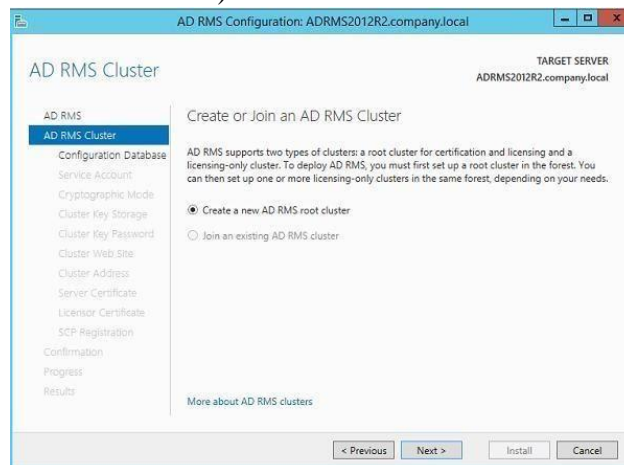 AD RMS Configuration: ADRMS2012R2.company.local
AD RMS Cluster
TARGET SERVER
ADRMS2012R2.company.local
AD RMS
AD RMS Cluster
Configuration Database
Service Account
Cryptographic Mode
Cluster Key Storage
Cluster Key Password
Cluster Web Site
Cluster Address
Server Certificate
Licensor Certificate
SCP Registration
Confirmation
Progress
Results
Create or Join an AD RMS Cluster
AD RMS supports two types of clusters: a root cluster for certification and licensing and a
licensing-only cluster. To deploy AD RMS, you must first set up a root cluster in the forest. You
can then set up one or more licensing-only clusters in the same forest, depending on your needs.
Create a new AD RMS root cluster
Join an existing AD RMS cluster
More about AD RMS clusters
< Previous
Next >
Install
Cancel